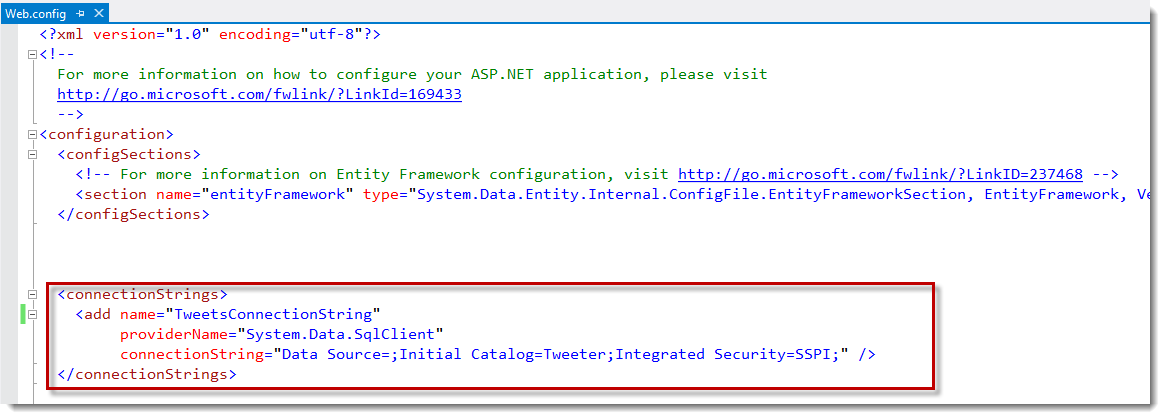 Web.config
<?xml version="1.0" encoding="utf-8"?>
<!--
For more information on how to configure your ASP.NET application, please visit
http://go.microsoft.com/fwlink/?LinkId=169433
-->
<configuration>
<configSections>
<!-- For more information on Entity Framework configuration, visit http://go.microsoft.com/fwlink/?LinkID=237468 -->
<section name="entityFramework" type="System.Data.Entity.Internal.ConfigFile.EntityFrameworkSection, EntityFramework, Ve
</configSections>
<connectionStrings>
<add name="TweetsConnectionString"
providerName="System.Data.SqlClient"
connectionString="Data Source=;Initial Catalog=Tweeter;Integrated Security=SSPI;" />
</connectionStrings>